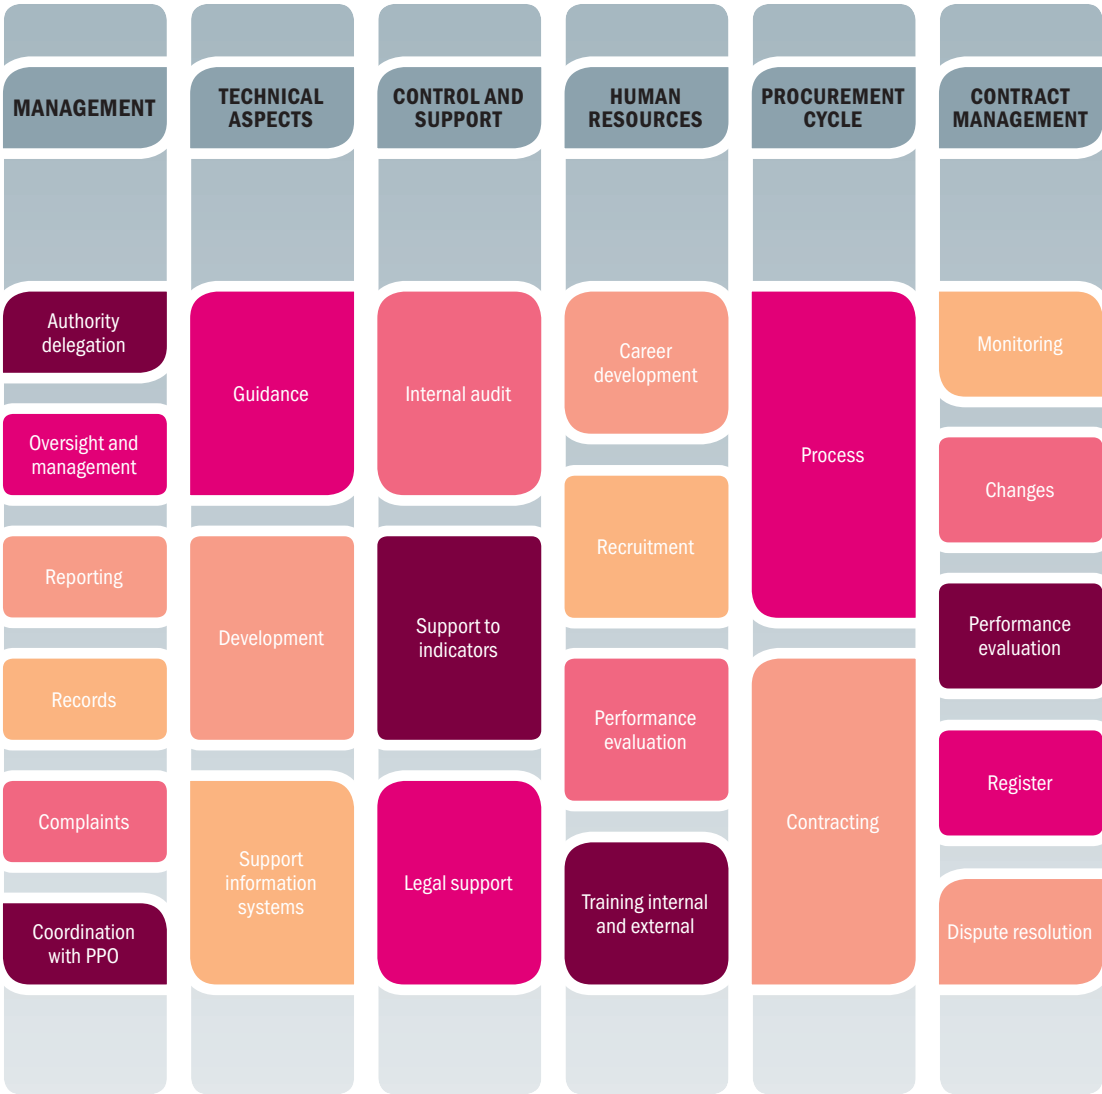 MANAGEMENT
TECHNICAL
ASPECTS
CONTROL AND
SUPPORT
HUMAN
RESOURCES
PROCUREMENT
CYCLE
CONTRACT
MANAGEMENT
Authority
delegation
Oversight and
management
Reporting
Records
Complaints
Coordination
with PPO
Guidance
Development
Support
information
systems
Internal audit
Support to
indicators
Legal support
Career
development
Recruitment
Performance
evaluation
Training internal
and external
Process
Contracting
Monitoring
Changes
Performance
evaluation
Register
Dispute resolution